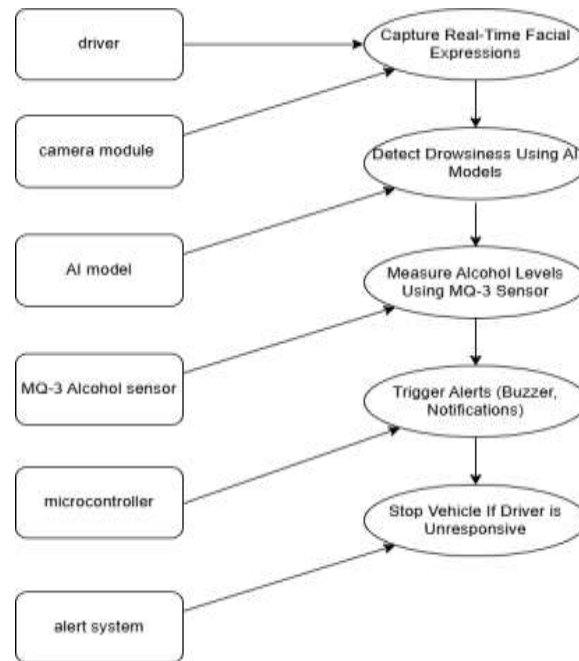 driver
Capture Real-Time Facial
Expressions
camera module
Detect Drowsiness Using AI
Models
AI model
Measure Alcohol Levels
Using MQ-3 Sensor
MQ-3 Alcohol sensor
Trigger Alerts (Buzzer,
Notifications)
microcontroller
Stop Vehicle If Driver is
Unresponsive
alert system